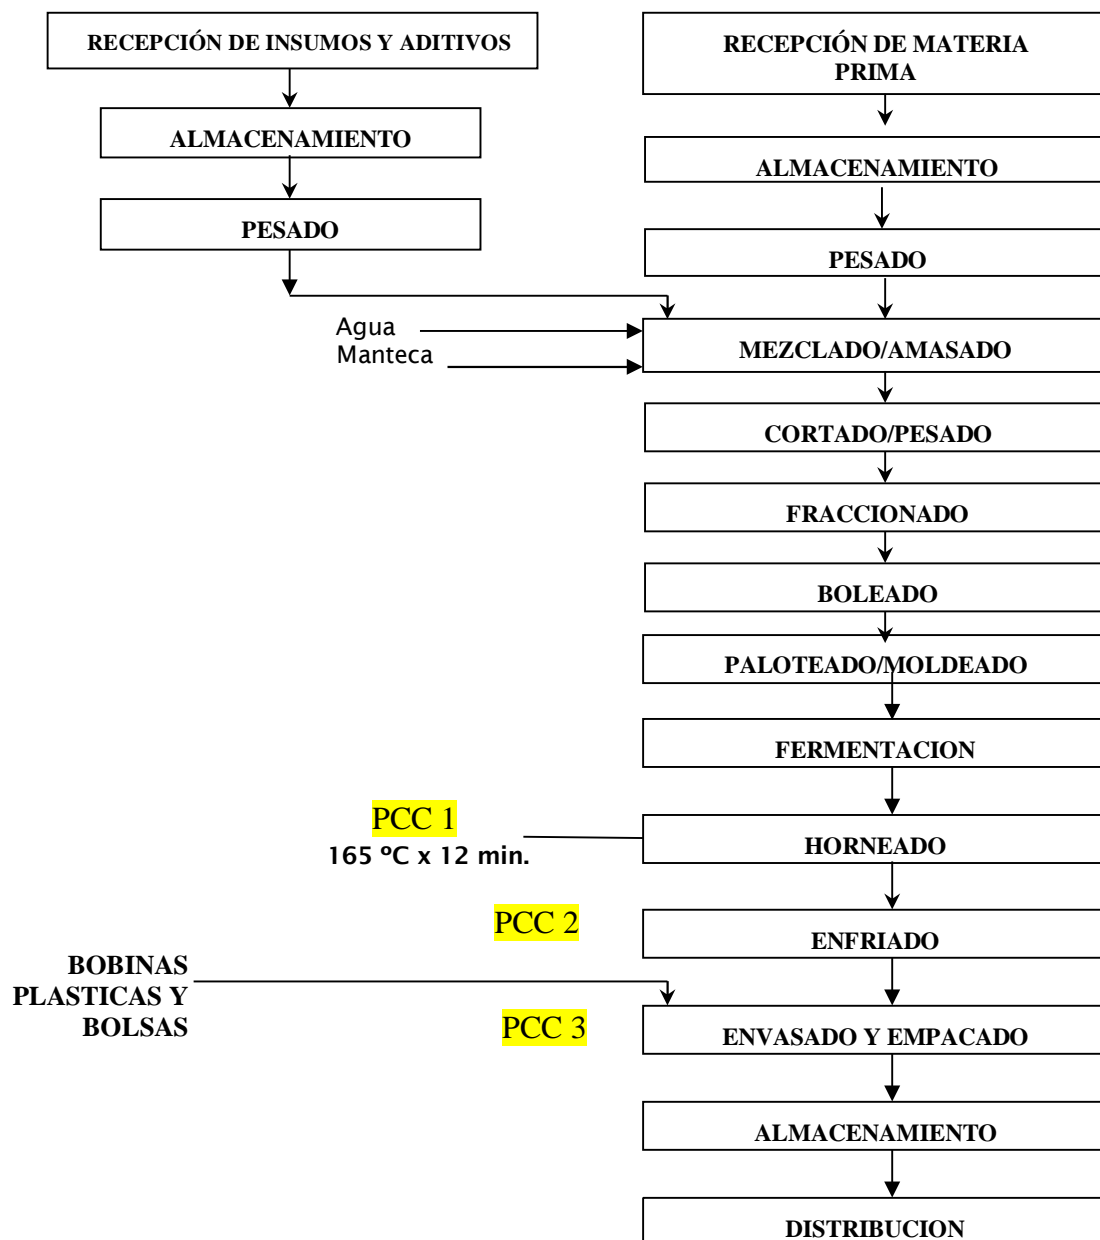 RECEPCIÓN DE INSUMOS Y ADITIVOS
ALMACENAMIENTO
PESADO
RECEPCIÓN DE MATERIA
PRIMA
ALMACENAMIENTO
PESADO
Agua
Manteca
MEZCLADO/AMASADO
CORTADO/PESADO
FRACCIONADO
BOLEADO
PALOTEADO/MOLDEADO
FERMENTACION
PCC 1
165 ºC x 12 min.
HORNEADO
PCC 2
ENFRIADO
BOBINAS
PLASTICAS Y
BOLSAS
PCC 3
ENVASADO Y EMPACADO
ALMACENAMIENTO
DISTRIBUCION